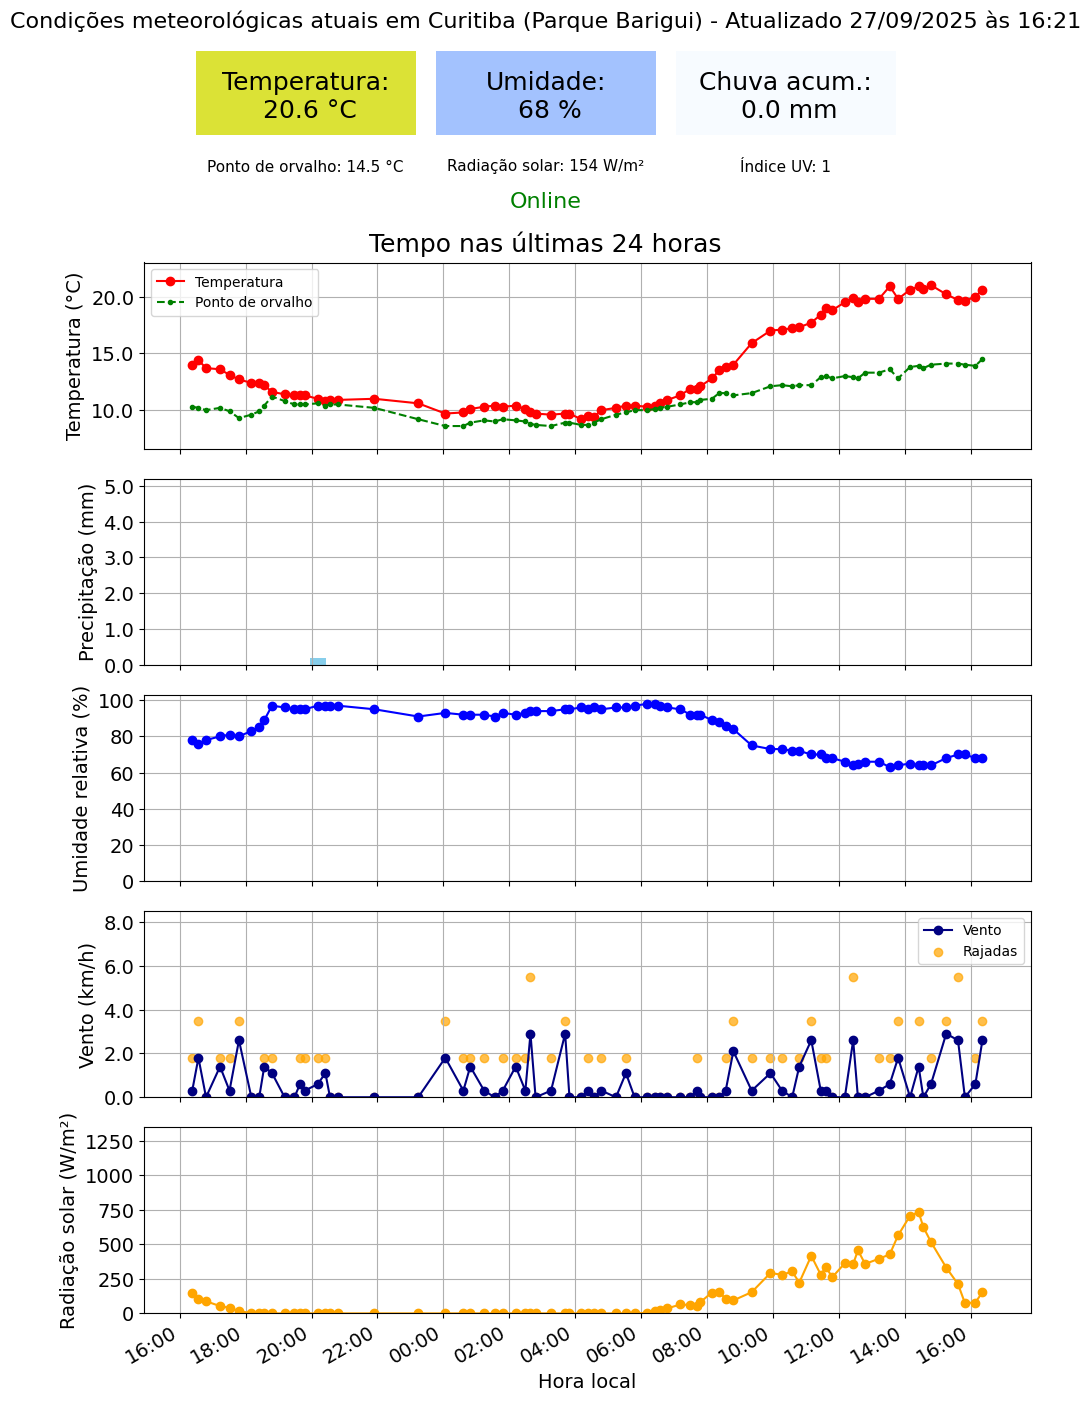 Condições meteorológicas atuais em Curitiba (Parque Barigui) - Atualizado 27/09/2025 às 16:21
Temperatura:
20.6 °C
Umidade:
68 %
Chuva acum.:
0.0 mm
Ponto de orvalho: 14.5 °C
Radiação solar: 154 W/m²
Índice UV: 1
Online
Tempo nas últimas 24 horas
Temperatura (°C)
20.0
15.0
10.0
Temperatura
Ponto de orvalho
Precipitação (mm)
5.0
4.0
3.0
2.0
1.0
0.0
Umidade relativa (%)
100
80
60
40
20
0
Vento (km/h)
8.0
6.0
4.0
2.0
0.0
Vento
Rajadas
Radiação solar (W/m²)
1250
1000
750
500
250
0
16:00
18:00
20:00
22:00
00:00
02:00
04:00
06:00
08:00
10:00
12:00
14:00
16:00
Hora local